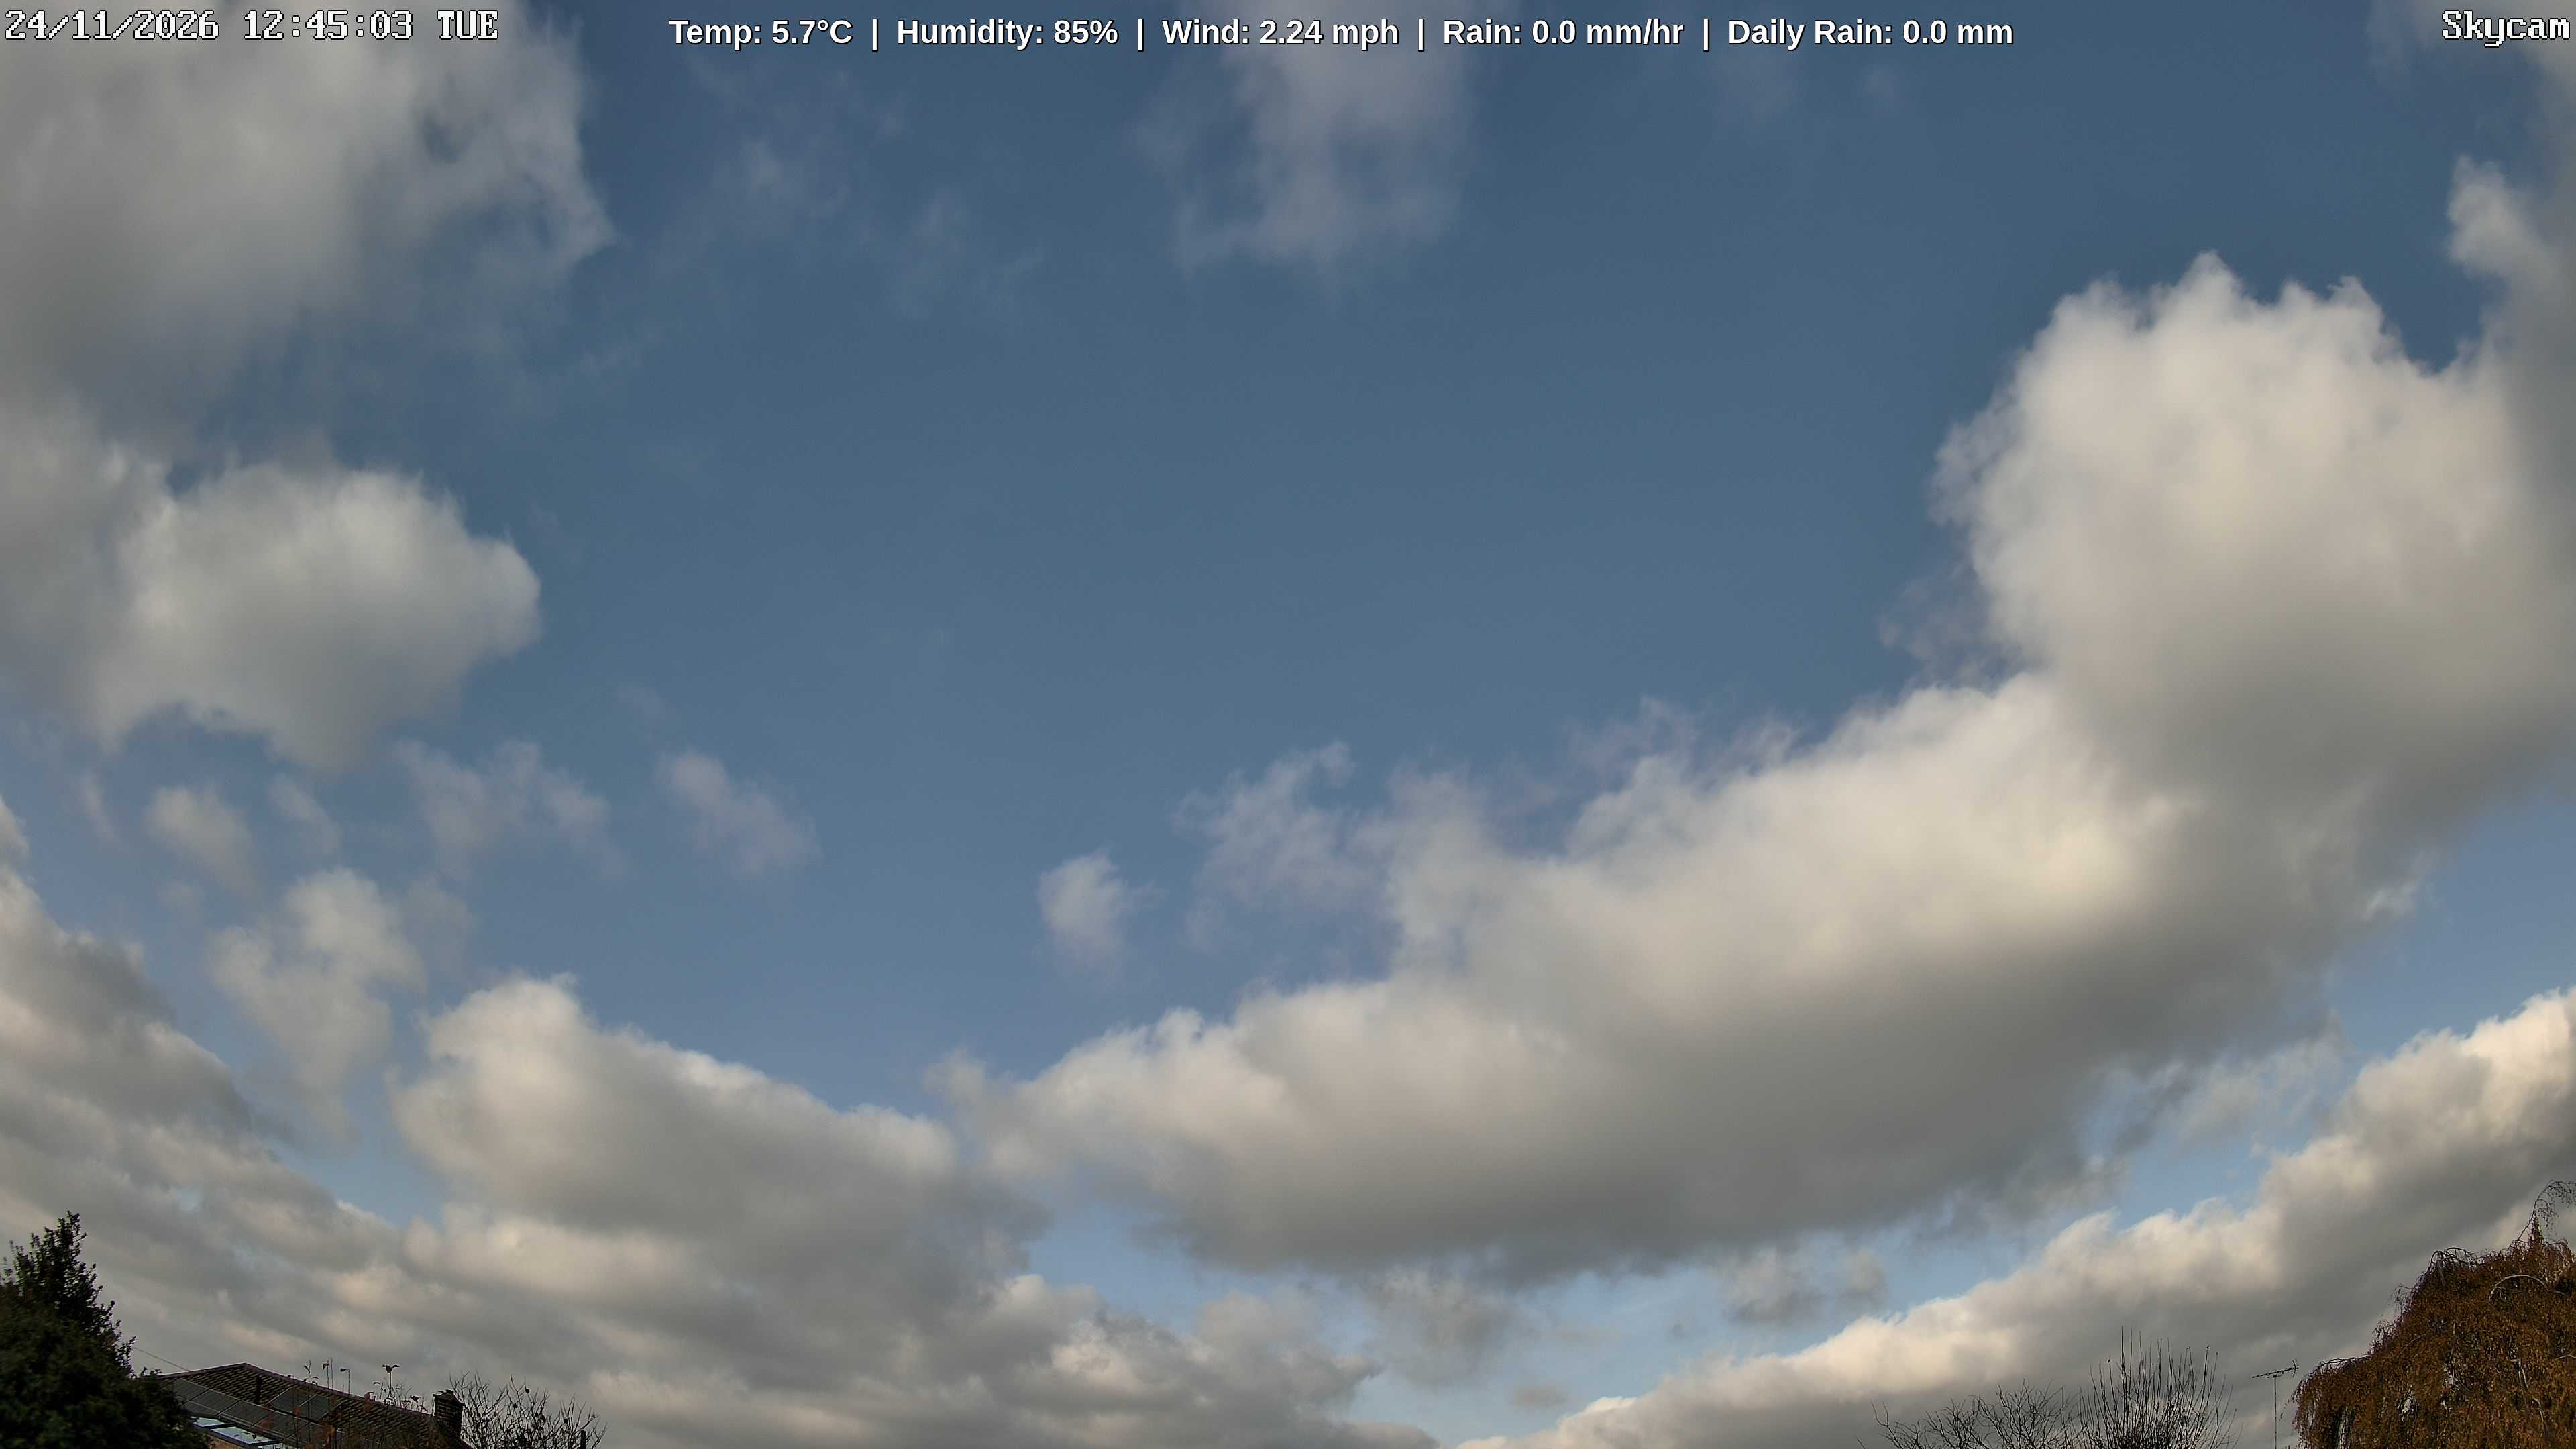 24/11/2026 12:45:03 TUE
Temp: 5.7°C | Humidity: 85% | Wind: 2.24 mph | Rain: 0.0 mm/hr | Daily Rain: 0.0 mm
Skycam